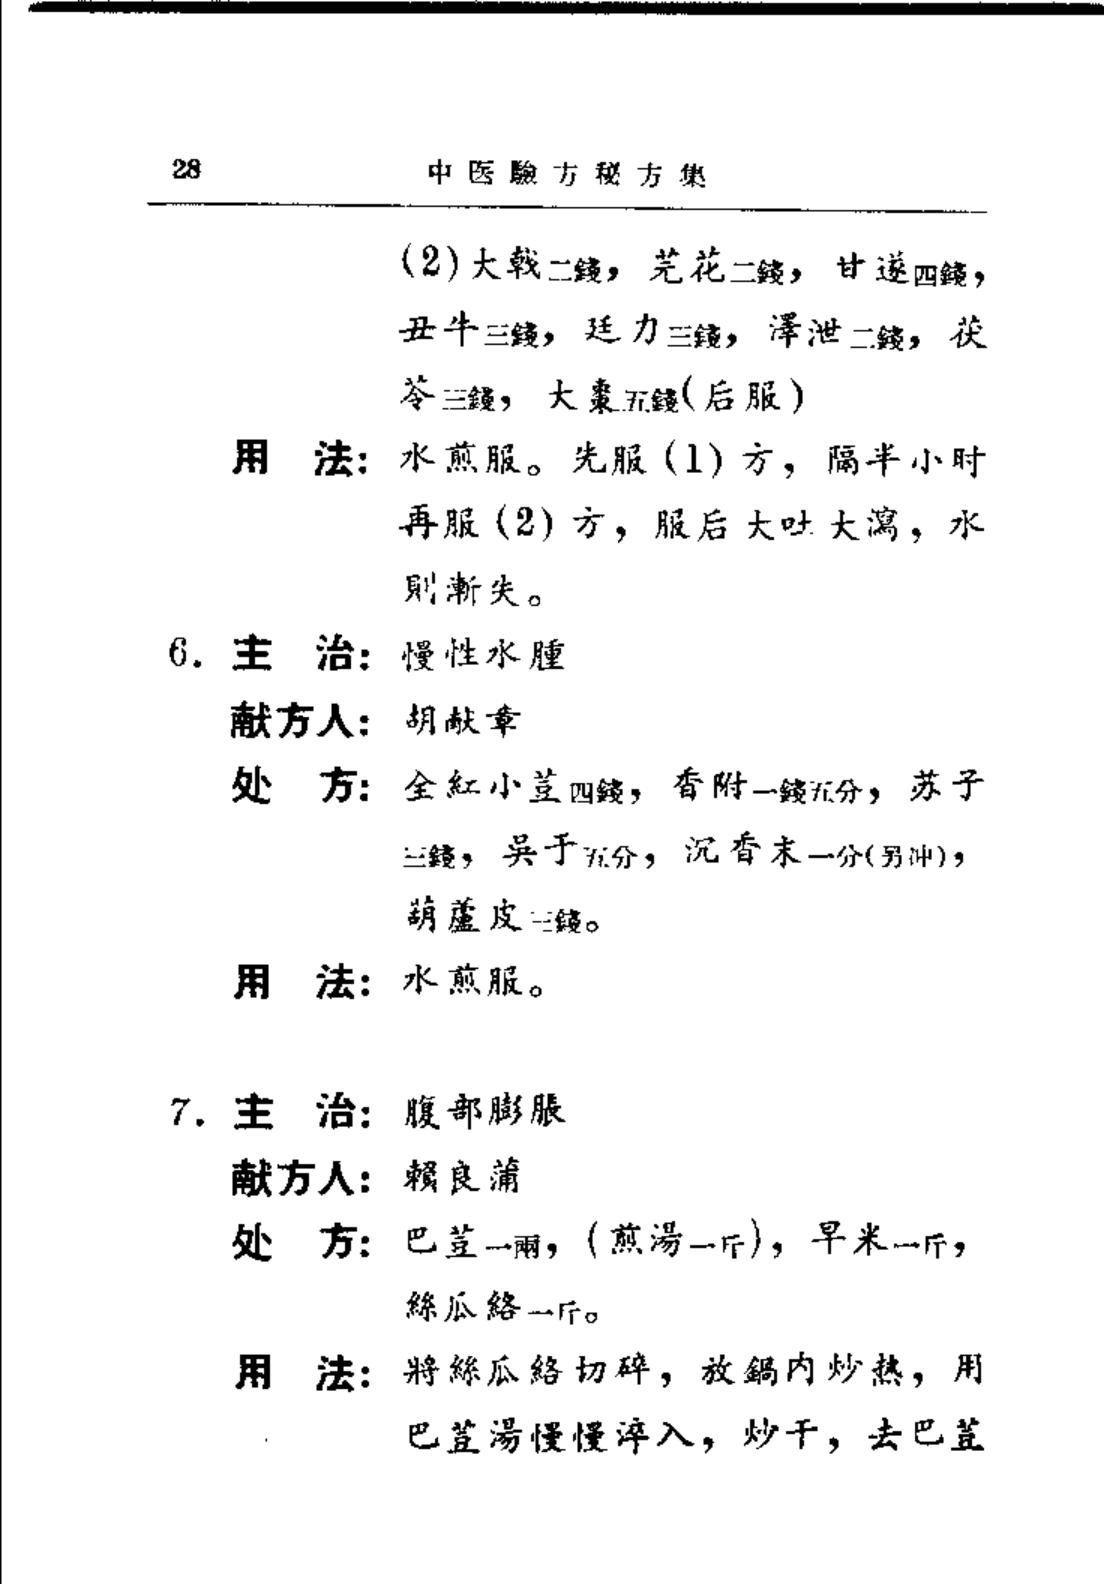 28 中医驗方秘方集
(2)大戟二錢，芫花二錢，甘遂四錢，
丑牛三錢，廷力三錢，澤泄二錢，茯
苓三錢，大棗五錢(后服)
用 法：水煎服。先服(1)方，隔半小时
再服(2)方，服后大吐大瀉，水
則漸失。
6. 主 治：慢性水腫
献方人：胡献章
处 方：全紅小荳四錢，香附一錢五分，苏子
三錢，吳于五分，沉香末一分(另冲)，
葫蘆皮三錢。
用 法：水煎服。
7. 主 治：腹部膨脹
献方人：賴良蒲
处 方：巴荳一兩，(煎湯一斤)，早米一斤，
絲瓜絡一斤。
用 法：將絲瓜絡切碎，放鍋内炒热，用
巴荳湯慢慢淬入，炒干，去巴荳